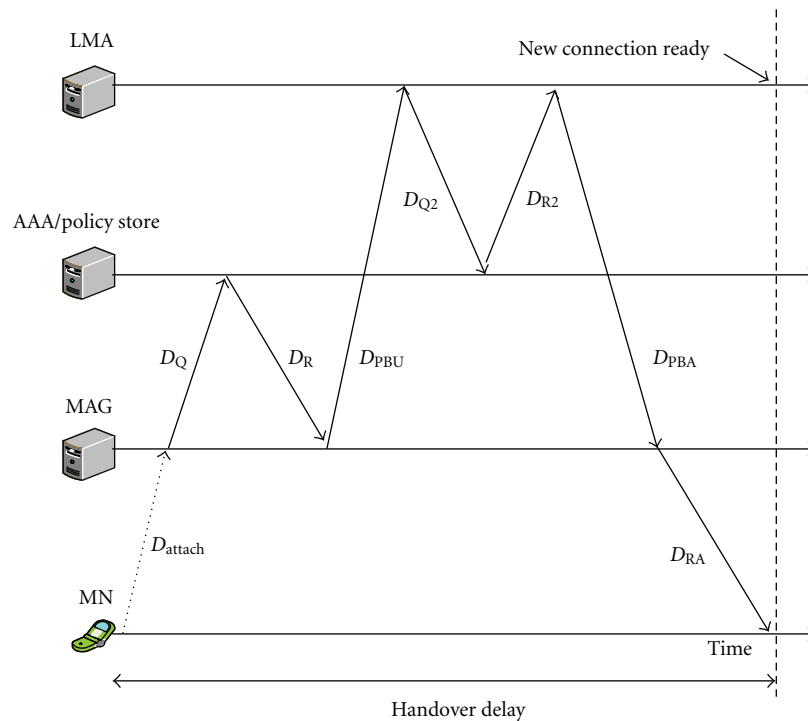 LMA
New connection ready
D_Q2
D_R2
AAA/policy store
D_Q
D_R
D_PBU
D_PBA
MAG
D_attach
D_RA
MN
Time
Handover delay